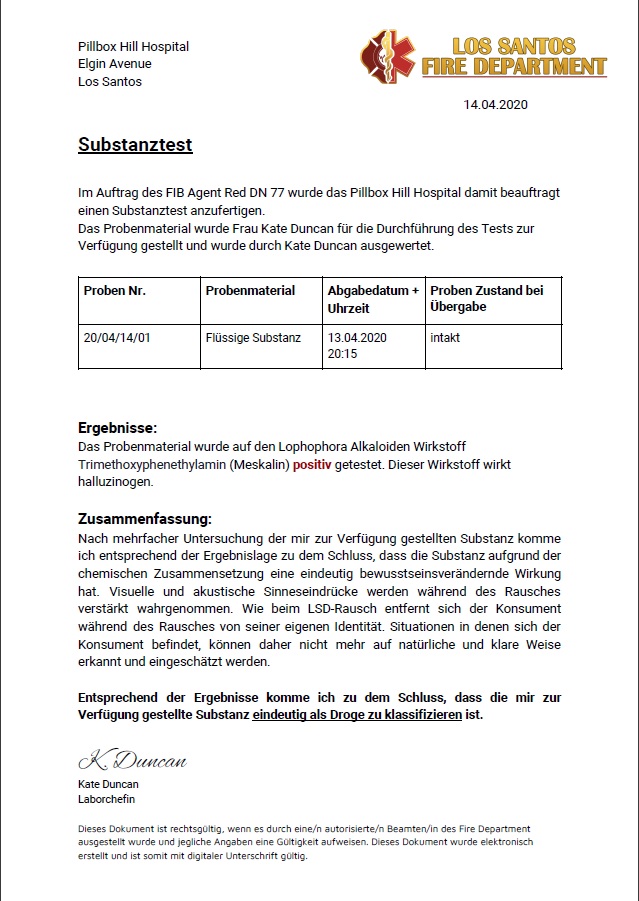 Pillbox Hill Hospital
Elgin Avenue
Los Santos
LOS SANTOS
FIRE DEPARTMENT
14.04.2020
Substanztest
Im Auftrag des FIB Agent Red DN 77 wurde das Pillbox Hill Hospital damit beauftragt
einen Substanztest anzufertigen.
Das Probenmaterial wurde Frau Kate Duncan für die Durchführung des Tests zur
Verfügung gestellt und wurde durch Kate Duncan ausgewertet.
Proben Nr. Probenmaterial Abgabedatum + Proben Zustand bei
Uhrzeit Übergabe
20/04/14/01 Flüssige Substanz 13.04.2020 intakt
20:15
Ergebnisse:
Das Probenmaterial wurde auf den Lophophora Alkaloiden Wirkstoff
Trimethoxyphenethylamin (Meskalin) positiv getestet. Dieser Wirkstoff wirkt
halluzinogen.
Zusammenfassung:
Nach mehrfacher Untersuchung der mir zur Verfügung gestellten Substanz komme
ich entsprechend der Ergebnislage zu dem Schluss, dass die Substanz aufgrund der
chemischen Zusammensetzung eine eindeutig bewusstseinsverändernde Wirkung
hat. Visuelle und akustische Sinneseindrücke werden während des Rausches
verstärkt wahrgenommen. Wie beim LSD-Rausch entfernt sich der Konsument
während des Rausches von seiner eigenen Identität. Situationen in denen sich der
Konsument befindet, können daher nicht mehr auf natürliche und klare Weise
erkannt und eingeschätzt werden.
Entsprechend der Ergebnisse komme ich zu dem Schluss, dass die mir zur
Verfügung gestellte Substanz eindeutig als Droge zu klassifizieren ist.
K. Duncan
Kate Duncan
Laborchefin
Dieses Dokument ist rechtsgültig, wenn es durch eine/n autorisierte/n Beamten/in des Fire Department
ausgestellt wurde und jegliche Angaben eine Gültigkeit aufweisen. Dieses Dokument wurde elektronisch
erstellt und ist somit mit digitaler Unterschrift gültig.